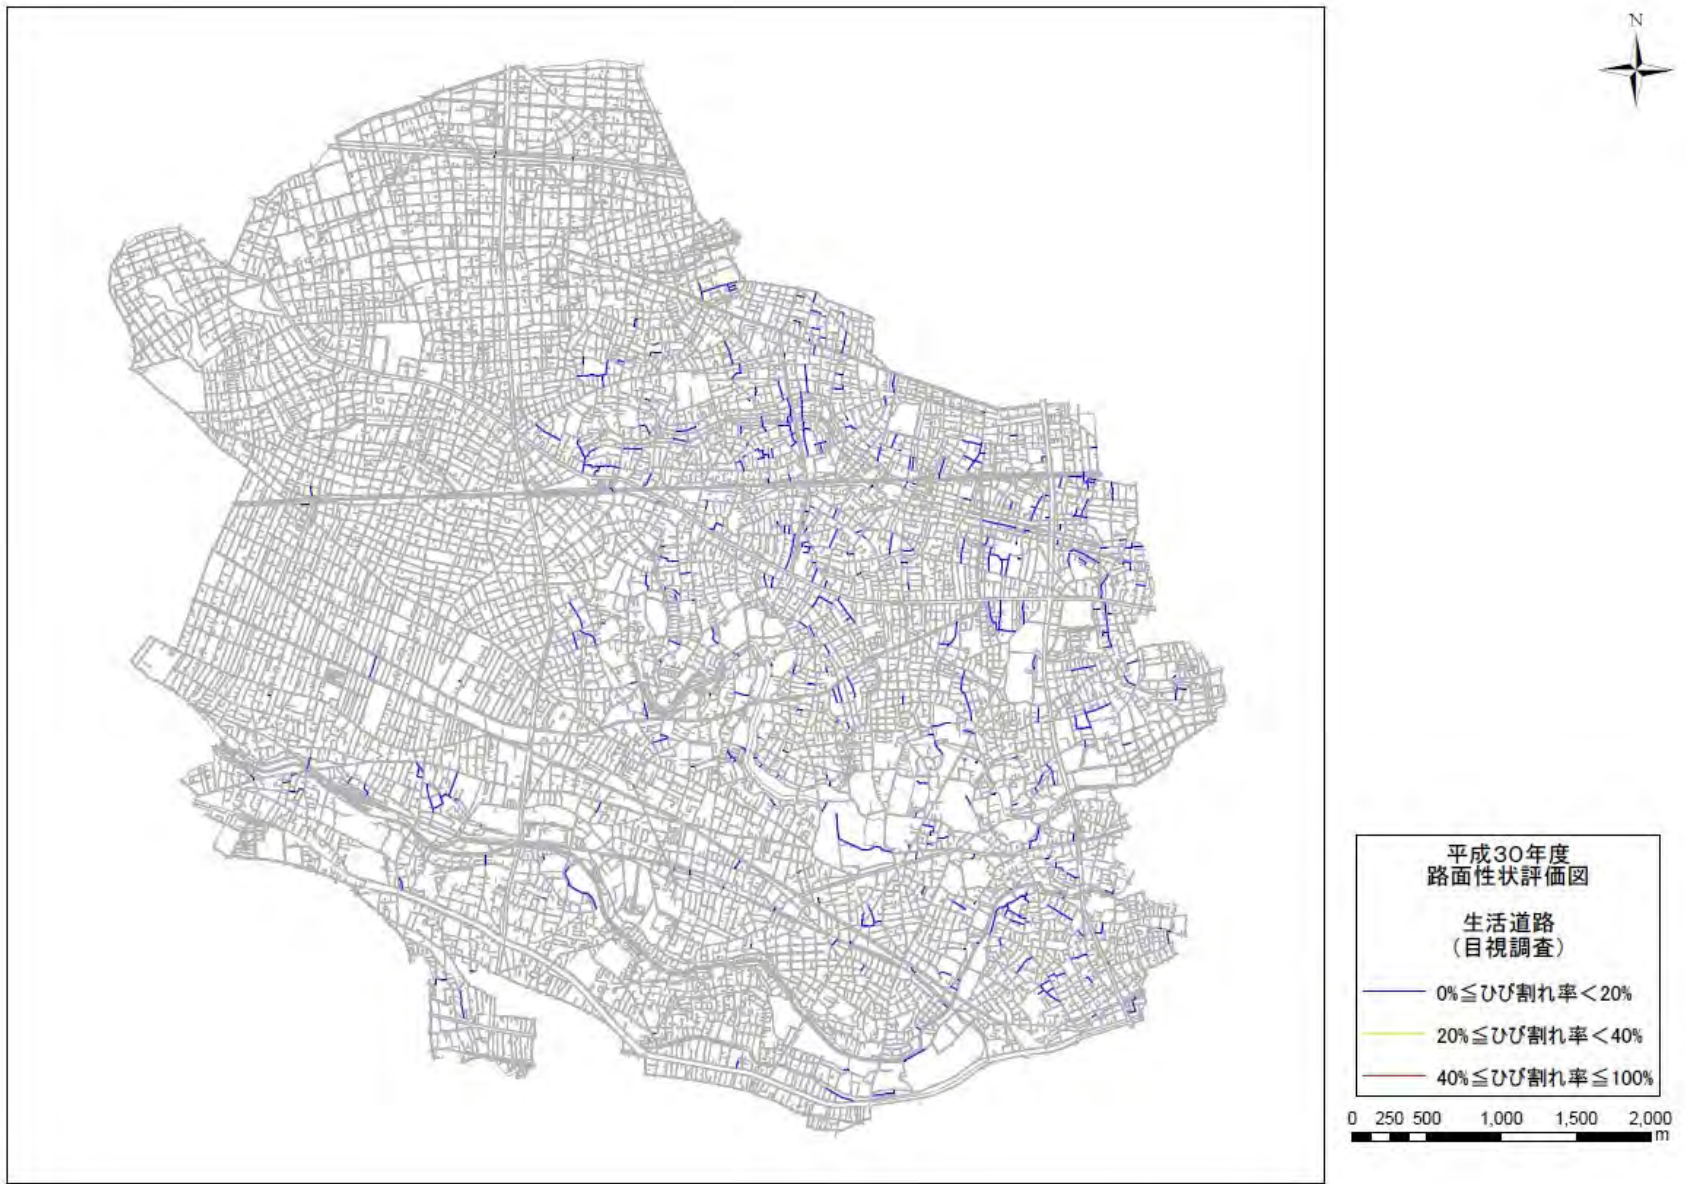 N
平成30年度
路面性状評価図
生活道路
（目視調査）
0%≦ひび割れ率＜20%
20%≦ひび割れ率＜40%
40%≦ひび割れ率≦100%
0 250 500 1,000 1,500 2,000
m